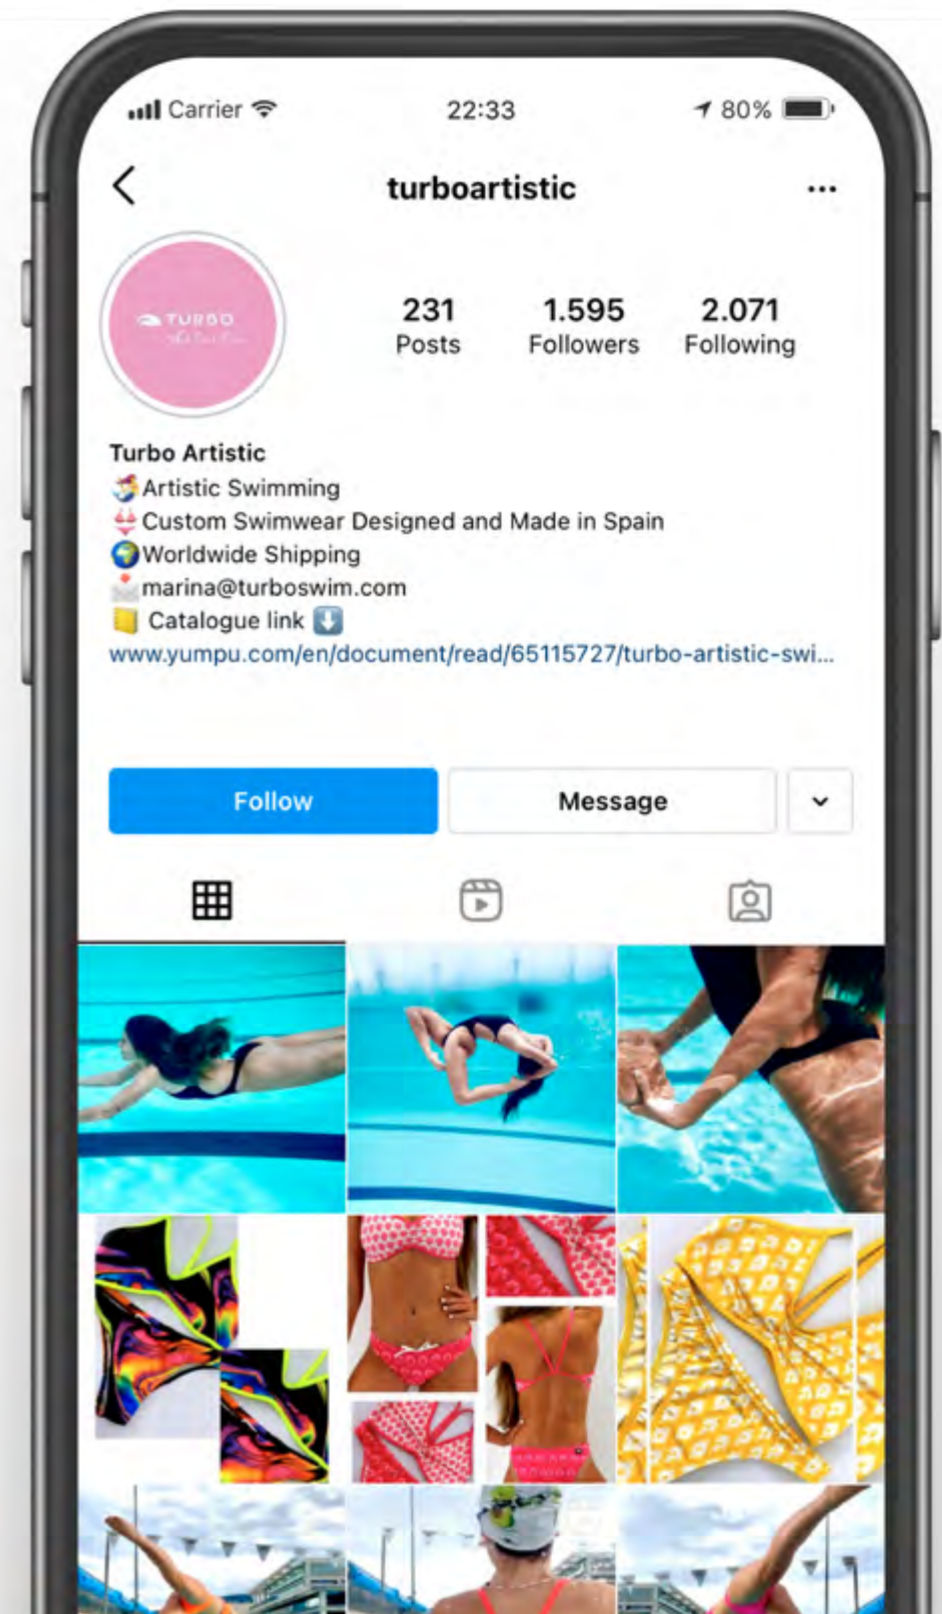 Carrier 22:33 80%
turboartistic
TURBO
231 1.595 2.071
Posts Followers Following
Turbo Artistic
Artistic Swimming
Custom Swimwear Designed and Made in Spain
Worldwide Shipping
marina@turboswim.com
Catalogue link
www.yumpu.com/en/document/read/65115727/turbo-artistic-swi...
Follow Message